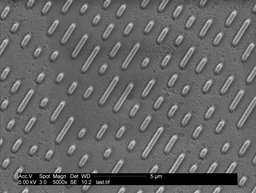 Acc.V Spot Magn Det WD 5 µm
5.00 kV 3.0 5000x SE 10.2 last.tif